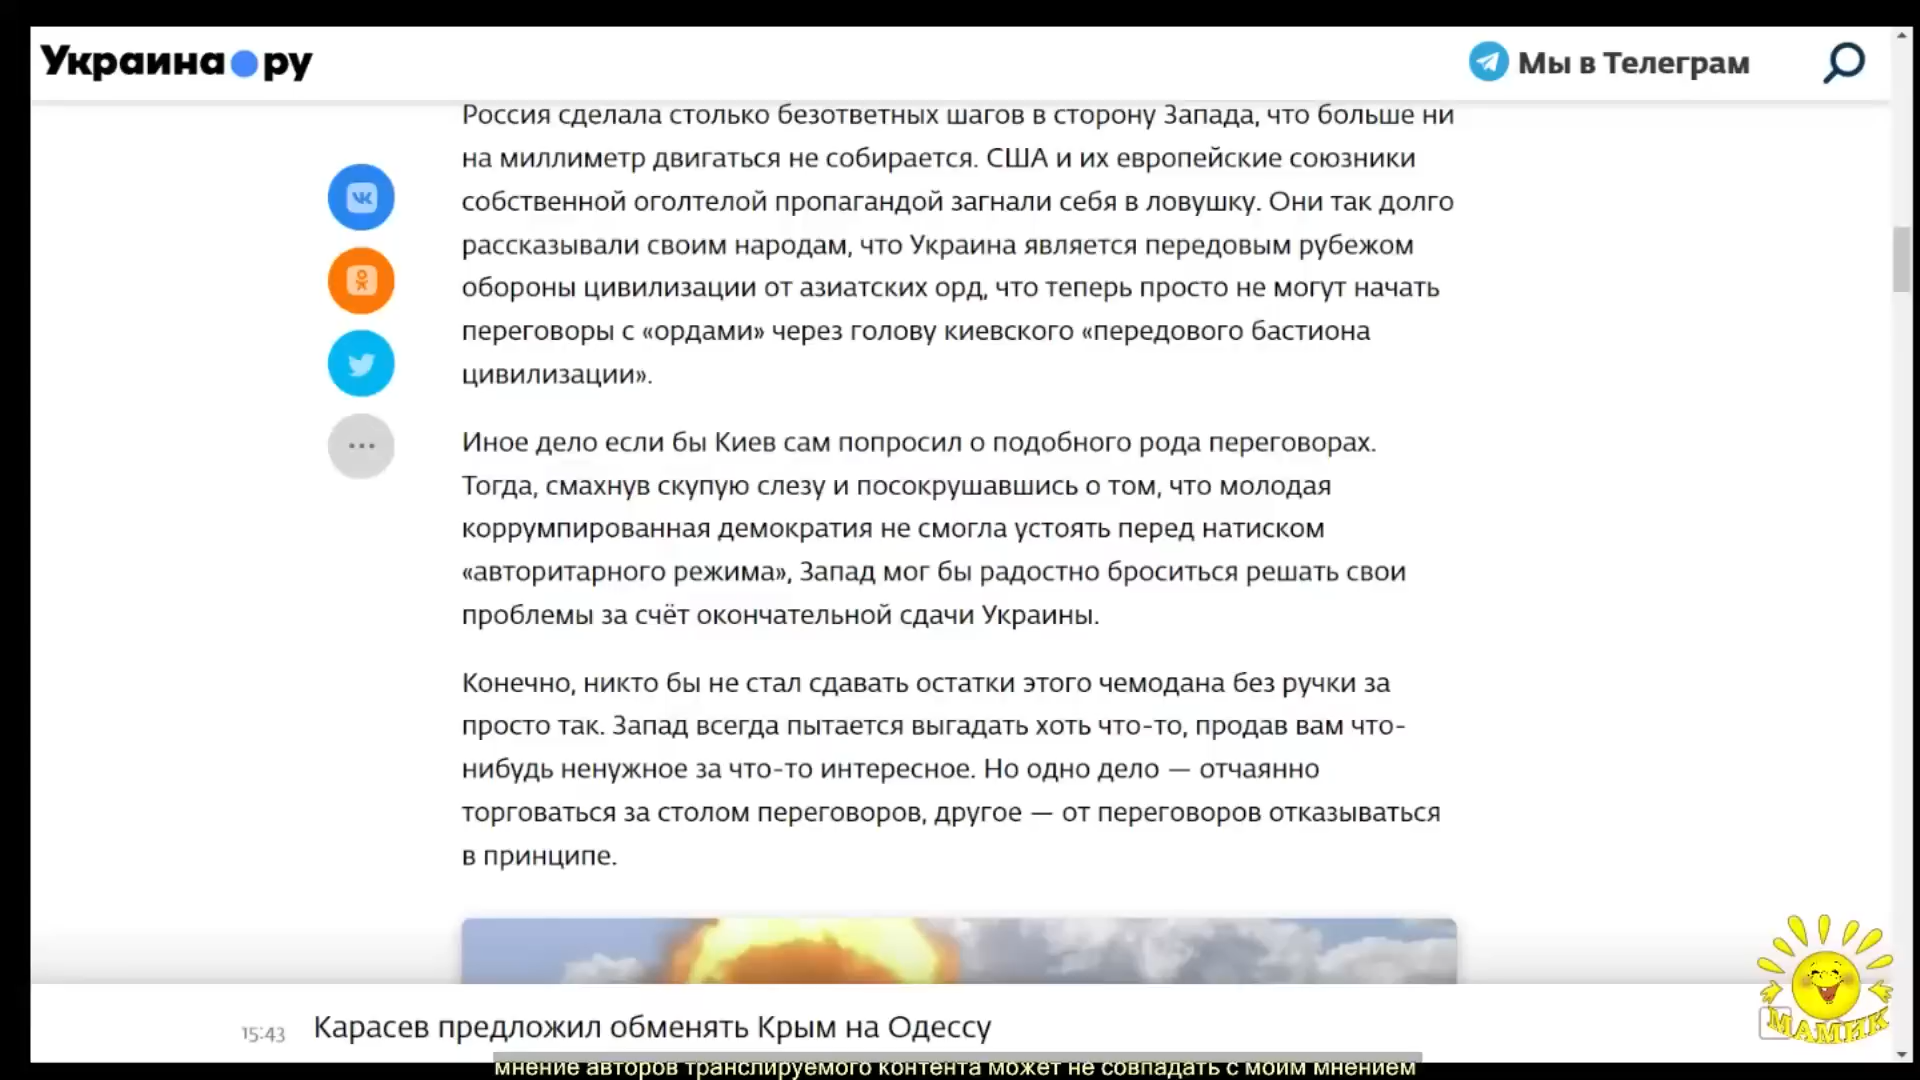 Украина ру
Мы в Телеграм
Россия сделала столько безответных шагов в сторону Запада, что больше ни
на миллиметр двигаться не собирается. США и их европейские союзники
собственной оголтелой пропагандой загнали себя в ловушку. Они так долго
рассказывали своим народам, что Украина является передовым рубежом
обороны цивилизации от азиатских орд, что теперь просто не могут начать
переговоры с «ордами» через голову киевского «передового бастиона
цивилизации».
Иное дело если бы Киев сам попросил о подобного рода переговорах.
Тогда, смахнув скупую слезу и посокрушавшись о том, что молодая
коррумпированная демократия не смогла устоять перед натиском
«авторитарного режима», Запад мог бы радостно броситься решать свои
проблемы за счёт окончательной сдачи Украины.
Конечно, никто бы не стал сдавать остатки этого чемодана без ручки за
просто так. Запад всегда пытается выгадать хоть что-то, продав вам что-
нибудь ненужное за что-то интересное. Но одно дело — отчаянно
торговаться за столом переговоров, другое — от переговоров отказываться
в принципе.
15:43 Карасев предложил обменять Крым на Одессу
МАМИК
мнение авторов транслируемого контента может не совпадать с моим мнением